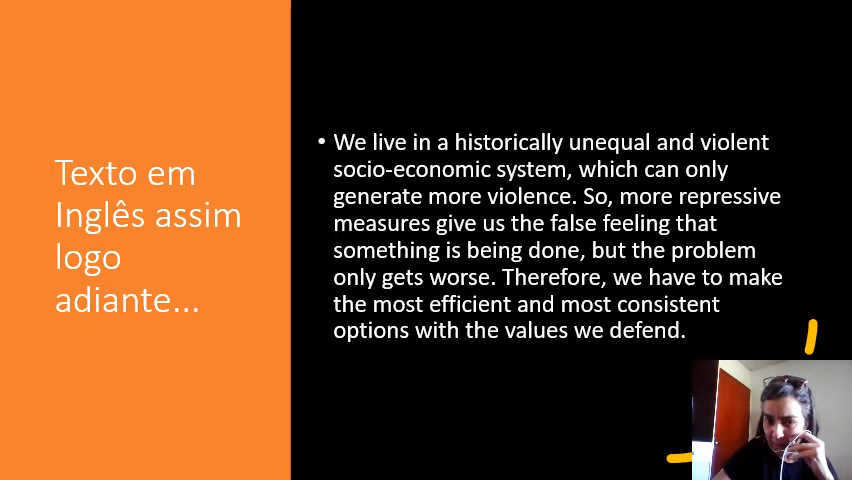 Texto em
Inglês assim
logo
adiante...
• We live in a historically unequal and violent
socio-economic system, which can only
generate more violence. So, more repressive
measures give us the false feeling that
something is being done, but the problem
only gets worse. Therefore, we have to make
the most efficient and most consistent
options with the values we defend.